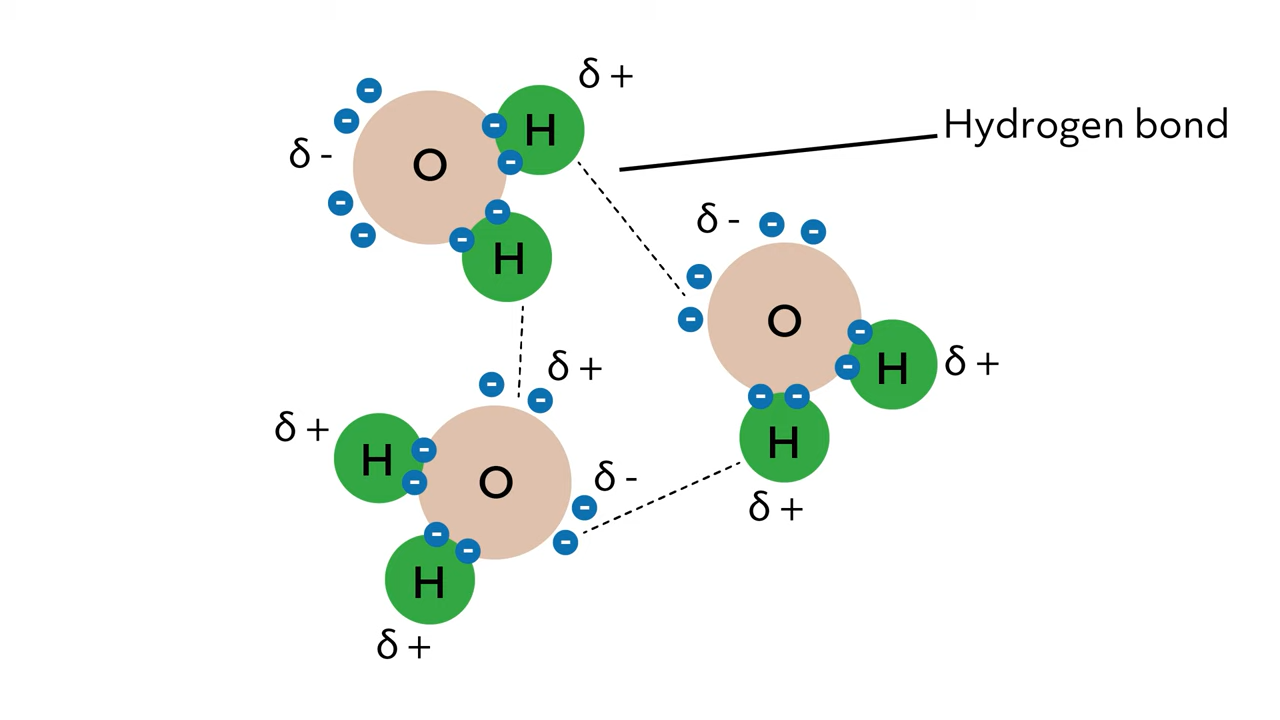 δ +
Hydrogen bond
- - H
- O
δ -
- - δ - - -
- H
- -
- - O
- O
-
δ + - H δ +
- - δ +
- -
δ + H - H
H - O δ -
-
δ +
- -
- H
δ +